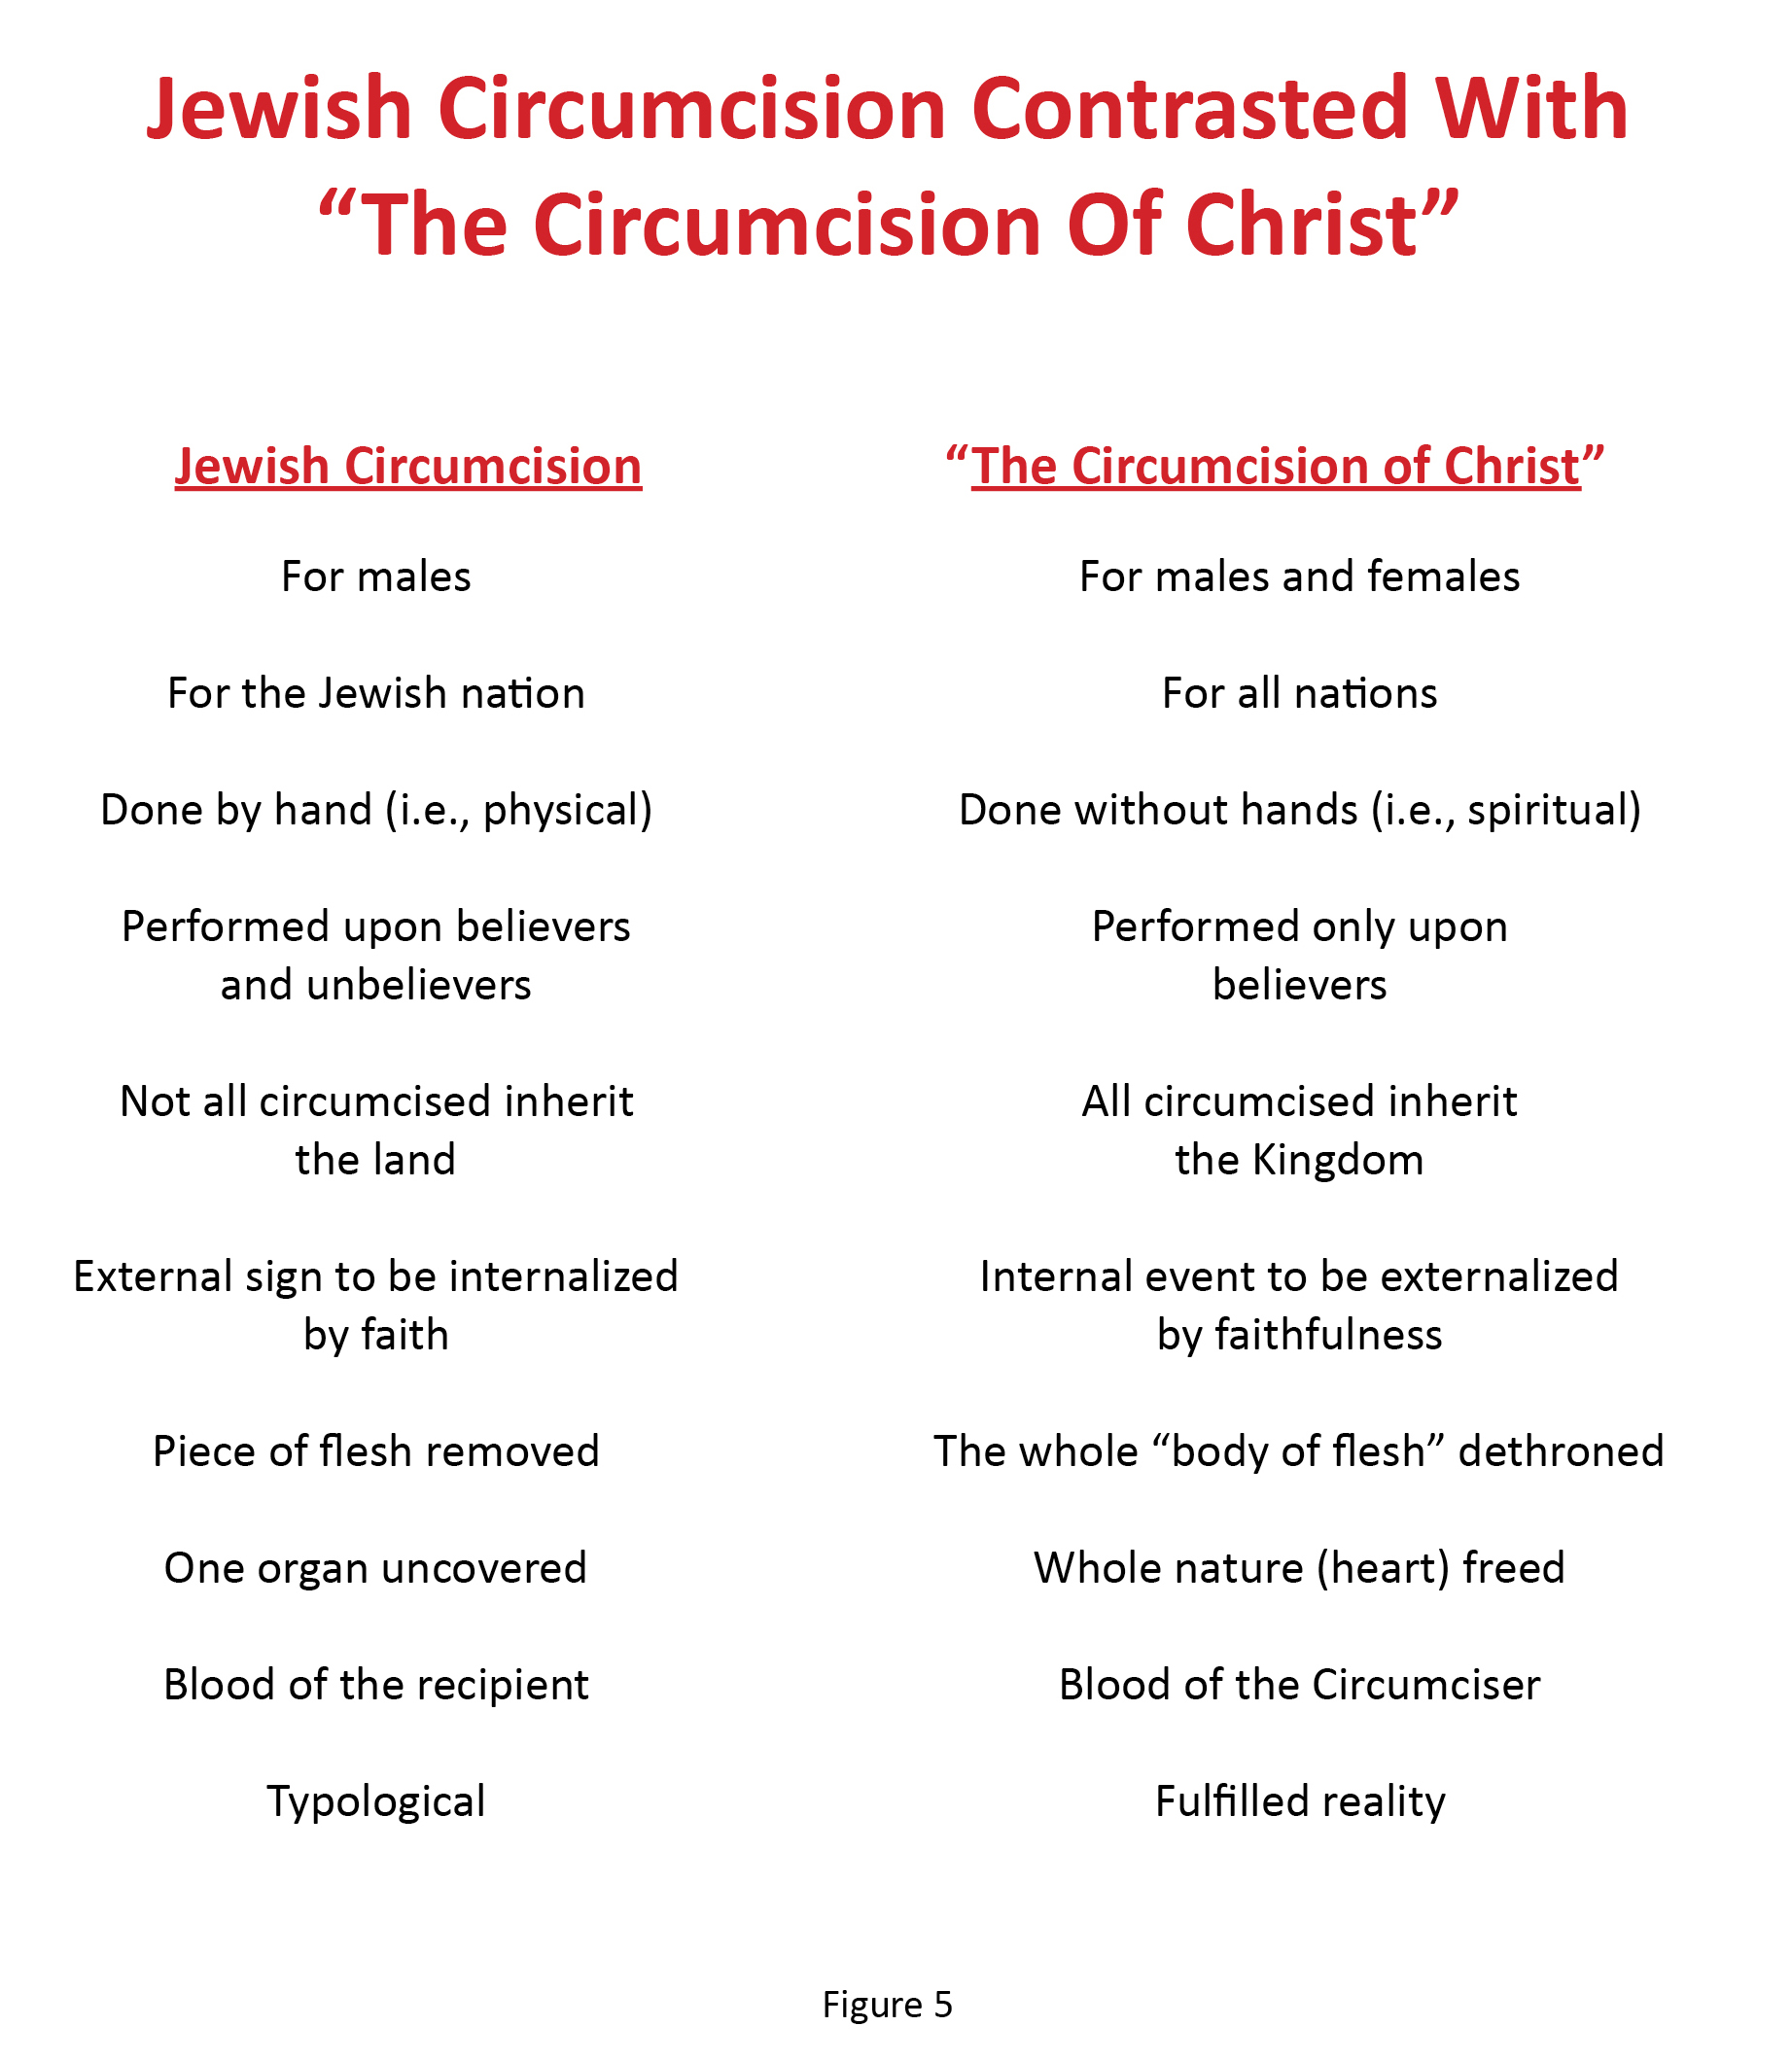 Jewish Circumcision Contrasted With
“The Circumcision Of Christ”
Jewish Circumcision
“The Circumcision of Christ”
For males
For males and females
For the Jewish nation
For all nations
Done by hand (i.e., physical)
Done without hands (i.e., spiritual)
Performed upon believers
and unbelievers
Performed only upon
believers
Not all circumcised inherit
the land
All circumcised inherit
the Kingdom
External sign to be internalized
by faith
Internal event to be externalized
by faithfulness
Piece of flesh removed
The whole “body of flesh” dethroned
One organ uncovered
Whole nature (heart) freed
Blood of the recipient
Blood of the Circumciser
Typological
Fulfilled reality
Figure 5